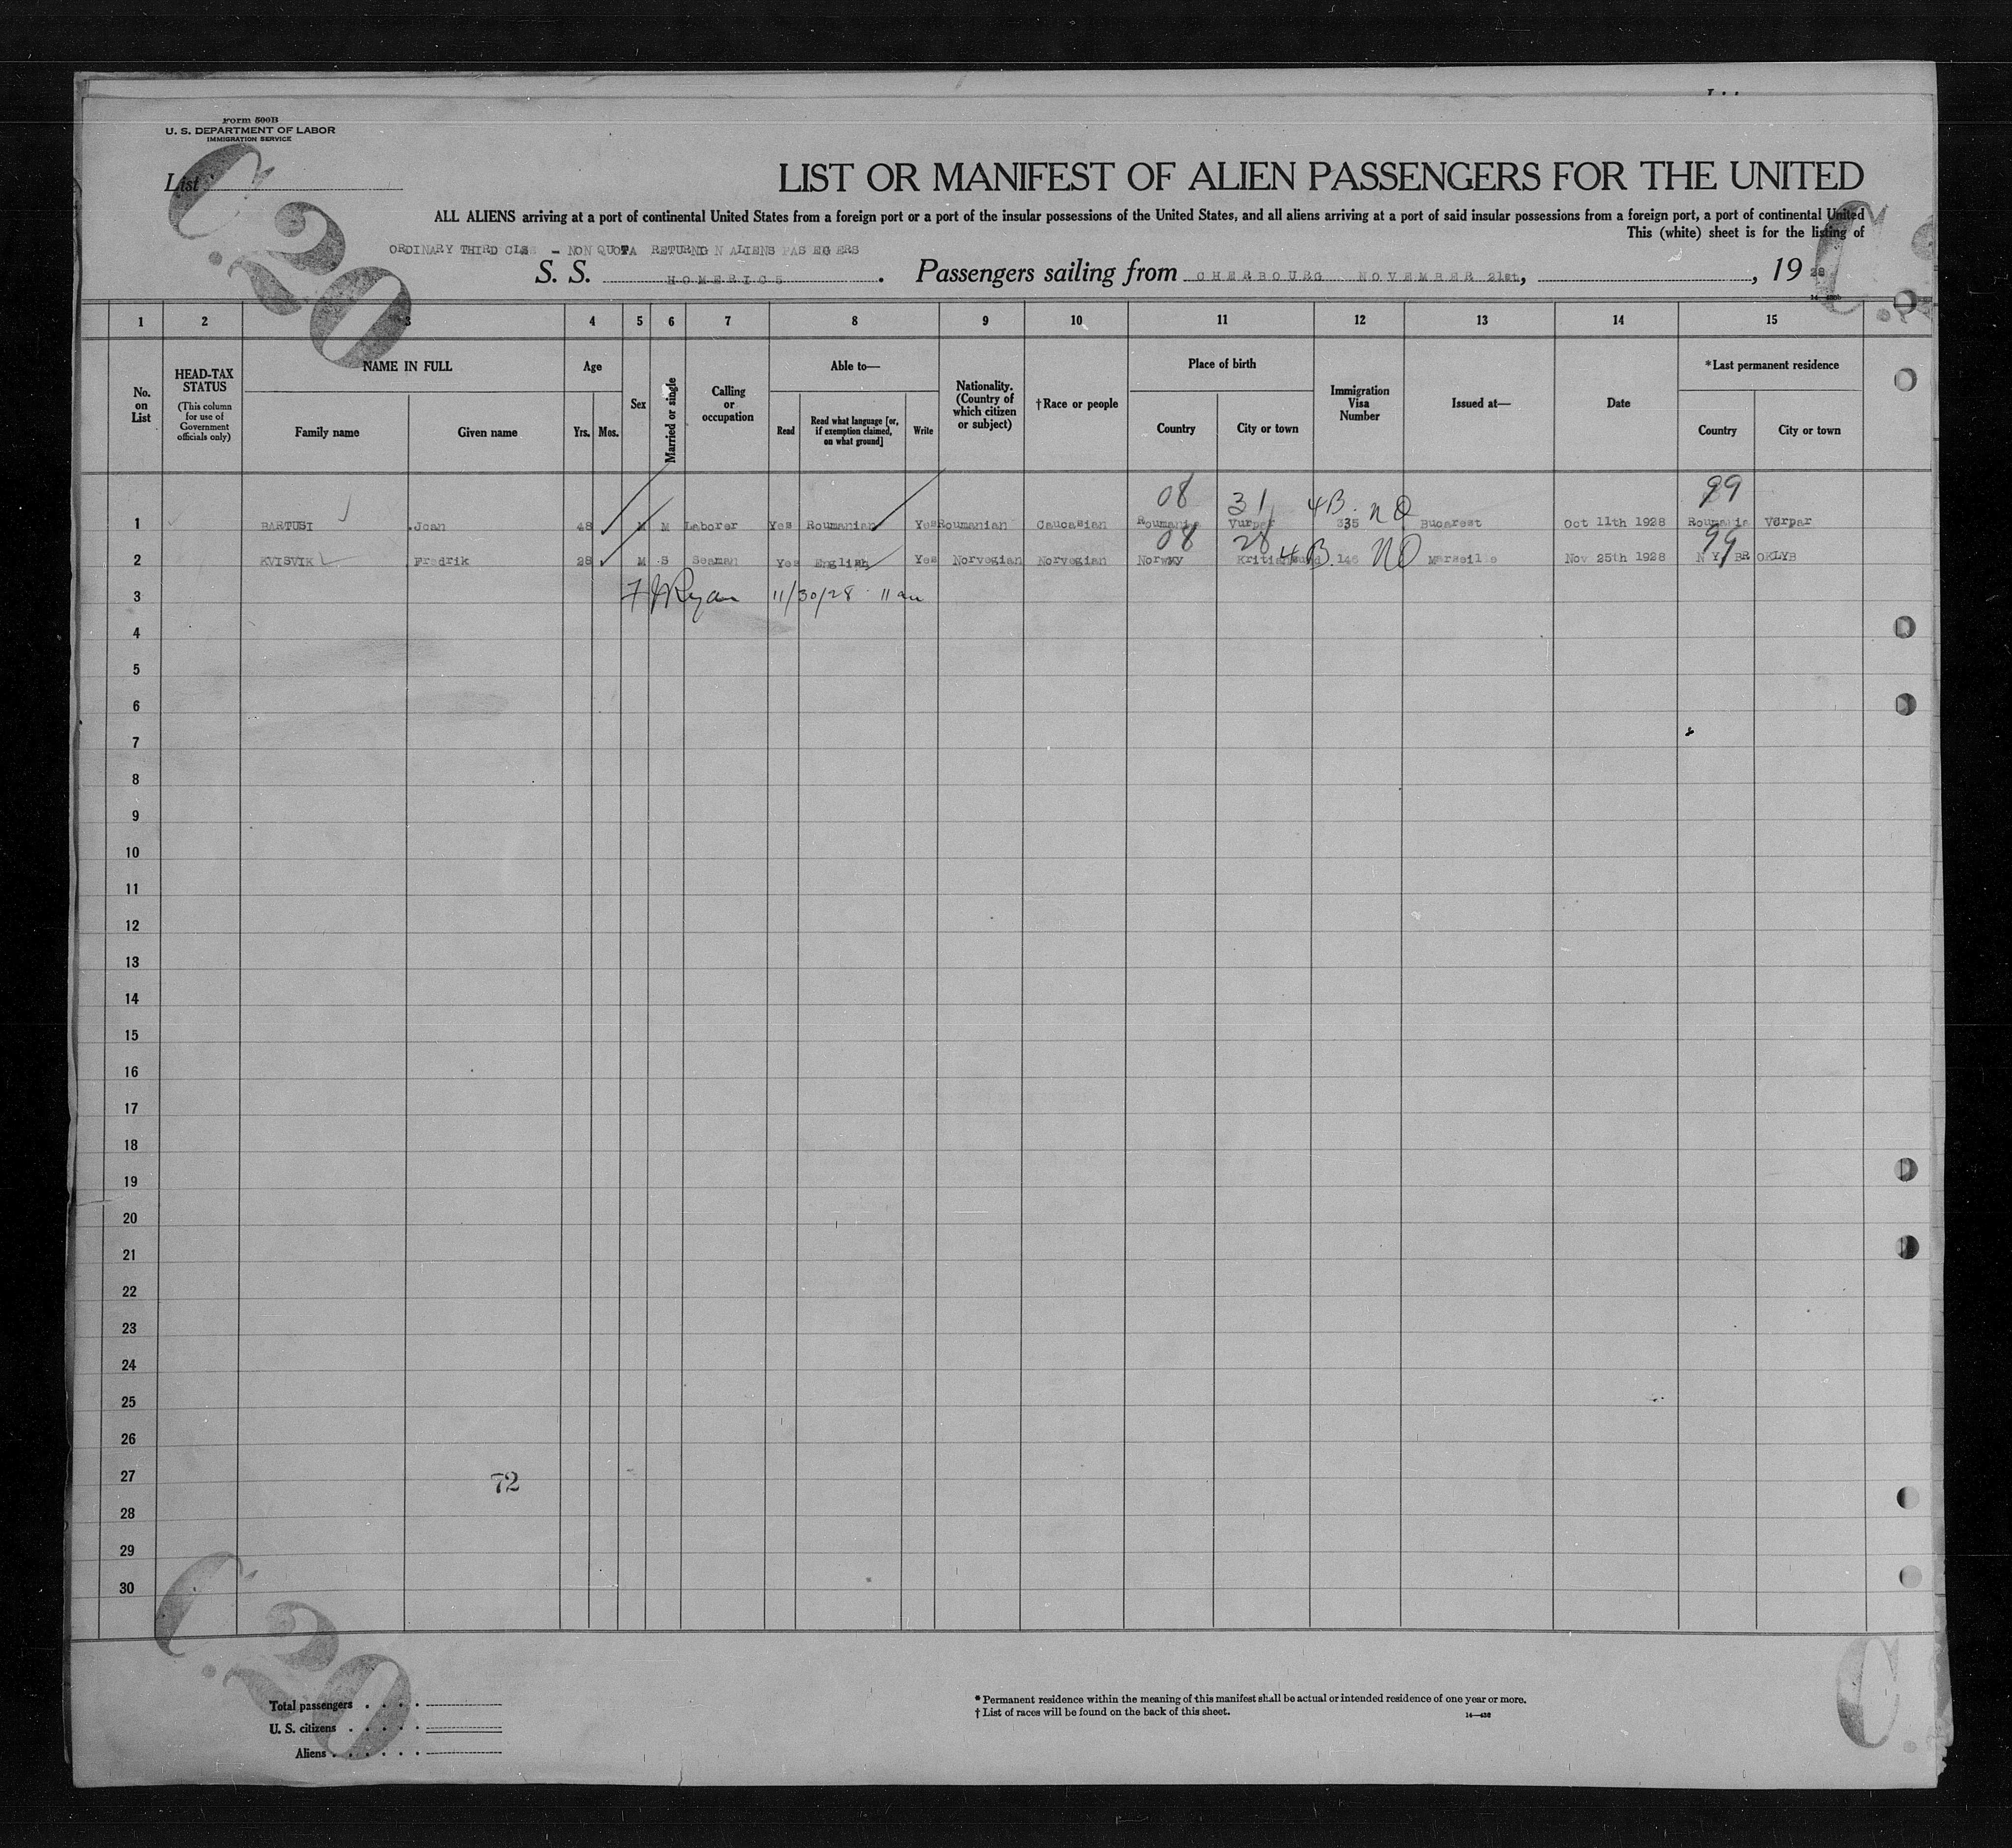 Form 500B
U. S. DEPARTMENT OF LABOR
IMMIGRATION SERVICE
List
C.20
LIST OR MANIFEST OF ALIEN PASSENGERS FOR THE UNITED
ALL ALIENS arriving at a port of continental United States from a foreign port or a port of the insular possessions of the United States, and all aliens arriving at a port of said insular possessions from a foreign port, a port of continental United
This (white) sheet is for the listing of
ORDINARY THIRD - NON QUOTA ALIENS
S. S. HOMERIC . Passengers sailing from CHERBOURG NOVEMBER 21st, , 1928
1 2 3 4 5 6 7 8 9 10 11 12 13 14 15
No. on List
HEAD-TAX STATUS
(This column for use of Government officials only)
NAME IN FULL
Family name Given name
Age
Yrs. Mos.
Sex
Married or single
Calling or occupation
Able to—
Read
Read what language [or, if exemption claimed, on what ground]
Write
Nationality. (Country of which citizen or subject)
†Race or people
Place of birth
Country City or town
Immigration Visa Number
Issued at—
Date
*Last permanent residence
Country City or town
08 31 4B. NQ 99
1 BARTUSI Joan 48 M M Laborer Yes Roumanian Yes Roumanian Caucasian Roumania Vurpar 335 Bucarest Oct 11th 1928 Roumania Vurpar
08 28 4B. NQ 99
2 KVISVIK Fredrik 28 M S Seaman Yes English Yes Norwegian Norwegian Norway 146 Marseille Nov 25th 1928 N Y BROKLYB
3 Ryan 11/30/28 11 am
4
5
6
7
8
9
10
11
12
13
14
15
16
17
18
19
20
21
22
23
24
25
26
27 72
28
29
30
C.20
Total passengers
U. S. citizens
Aliens
* Permanent residence within the meaning of this manifest shall be actual or intended residence of one year or more.
† List of races will be found on the back of this sheet.